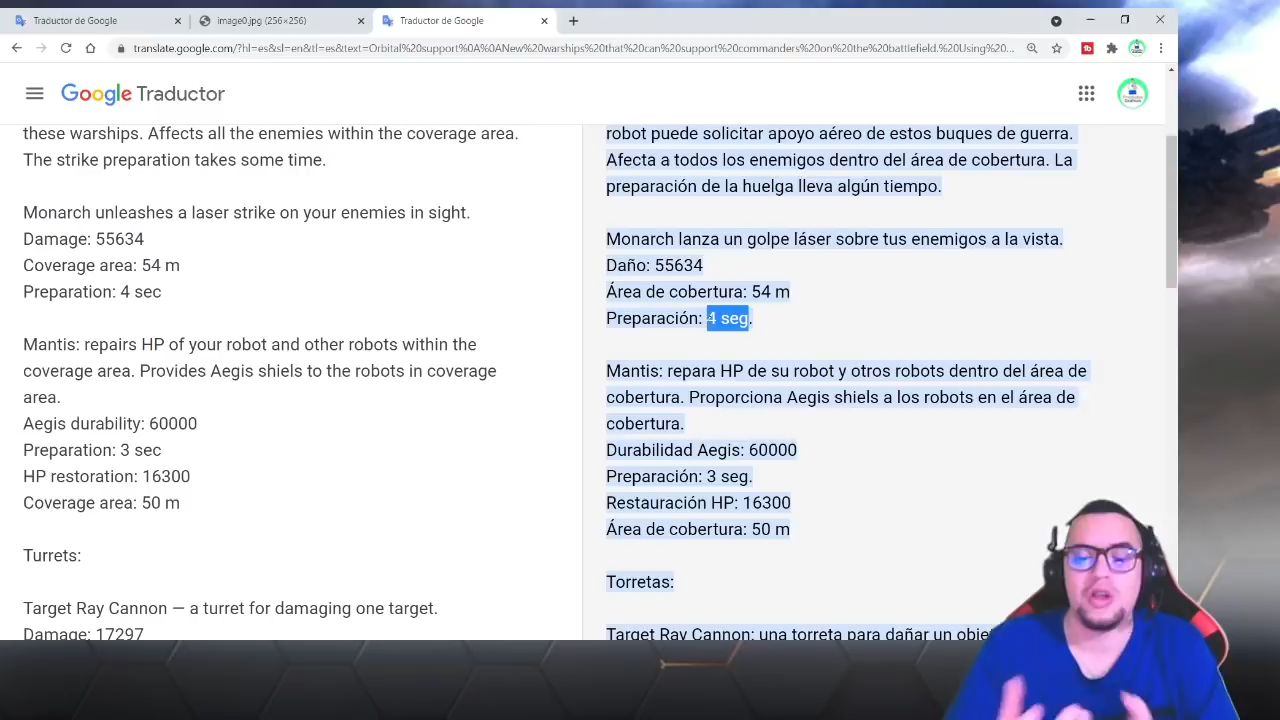 Traductor de Google
image0.jpg (256×256)
Traductor de Google
translate.google.com/?hl=es&sl=en&tl=es&text=Orbital%20support%0A%0ANew%20warships%20that%20can%20support%20commanders%20on%20the%20battlefield.%20Using%20...
Google Traductor
these warships. Affects all the enemies within the coverage area.
The strike preparation takes some time.
Monarch unleashes a laser strike on your enemies in sight.
Damage: 55634
Coverage area: 54 m
Preparation: 4 sec
Mantis: repairs HP of your robot and other robots within the
coverage area. Provides Aegis shiels to the robots in coverage
area.
Aegis durability: 60000
Preparation: 3 sec
HP restoration: 16300
Coverage area: 50 m
Turrets:
Target Ray Cannon — a turret for damaging one target.
Damage: 17297
robot puede solicitar apoyo aéreo de estos buques de guerra.
Afecta a todos los enemigos dentro del área de cobertura. La
preparación de la huelga lleva algún tiempo.
Monarch lanza un golpe láser sobre tus enemigos a la vista.
Daño: 55634
Área de cobertura: 54 m
Preparación: 4 seg.
Mantis: repara HP de su robot y otros robots dentro del área de
cobertura. Proporciona Aegis shiels a los robots en el área de
cobertura.
Durabilidad Aegis: 60000
Preparación: 3 seg.
Restauración HP: 16300
Área de cobertura: 50 m
Torretas:
Target Ray Cannon: una torreta para dañar un